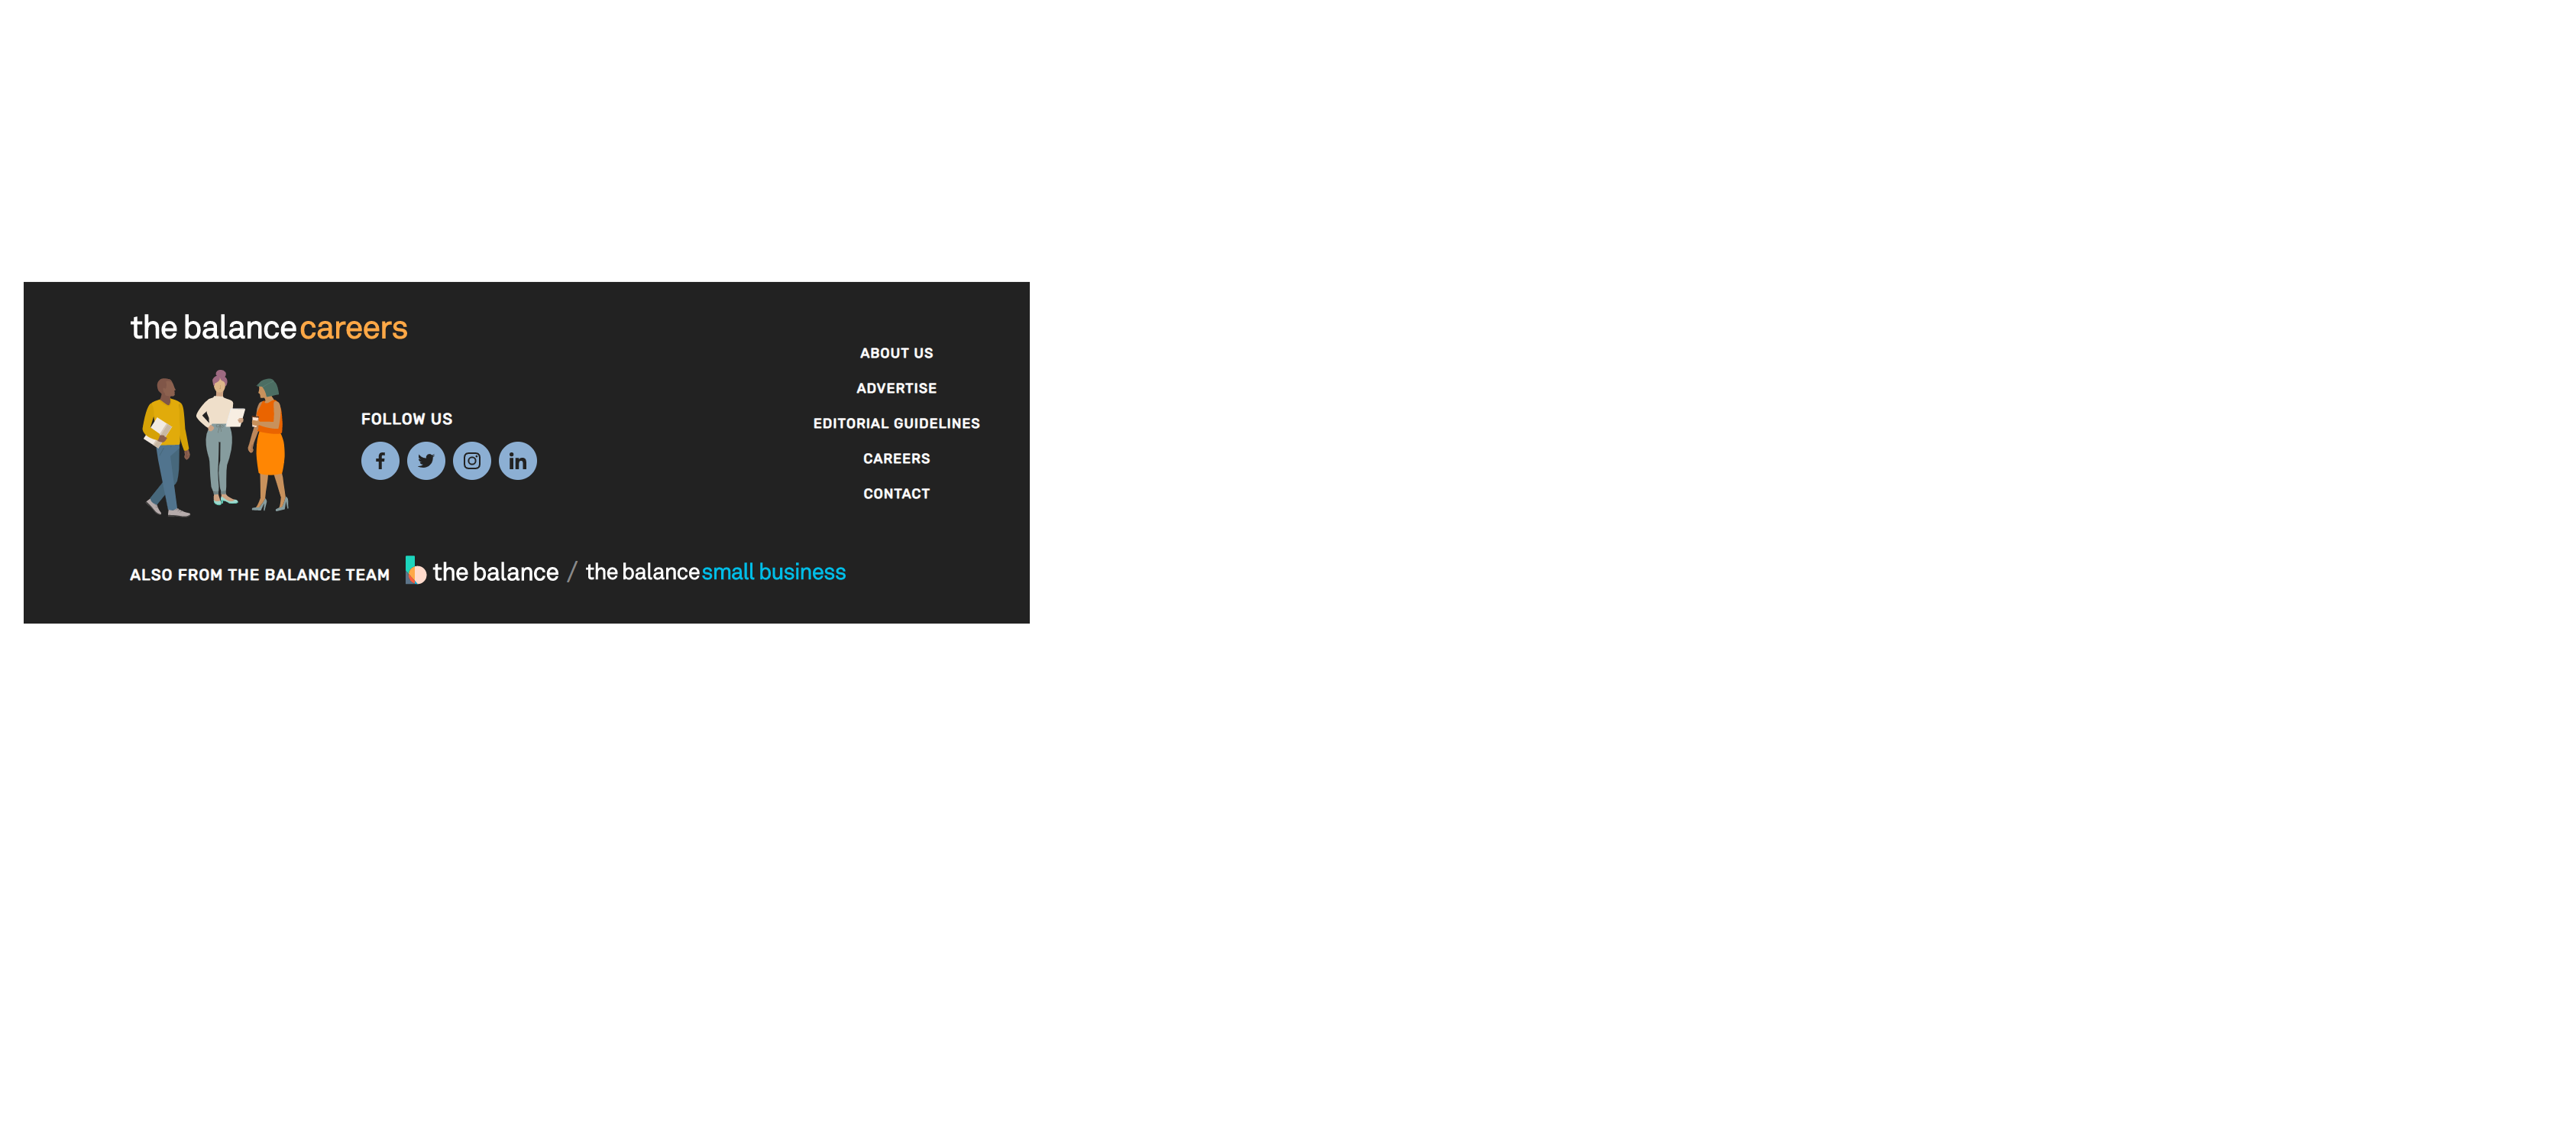 the balance careers
FOLLOW US
ABOUT US
ADVERTISE
EDITORIAL GUIDELINES
CAREERS
CONTACT
ALSO FROM THE BALANCE TEAM the balance / the balance small business